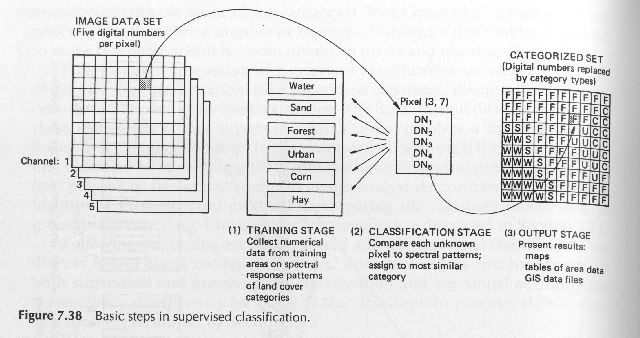 IMAGE DATA SET
(Five digital numbers
per pixel)
Channel: 1
2
3
4
5
Water
Sand
Forest
Urban
Corn
Hay
Pixel (3, 7)
DN1
DN2
DN3
DN4
DN5
CATEGORIZED SET
(Digital numbers replaced
by category types)
(1) TRAINING STAGE
Collect numerical
data from training
areas on spectral
response patterns
of land cover
categories
(2) CLASSIFICATION STAGE
Compare each unknown
pixel to spectral patterns;
assign to most similar
category
(3) OUTPUT STAGE
Present results:
maps
tables of area data
GIS data files
Figure 7.38 Basic steps in supervised classification.